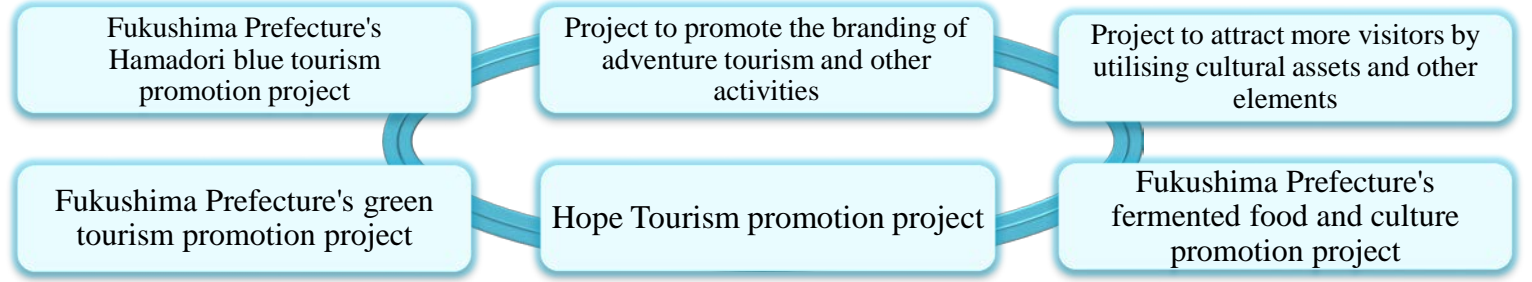 Fukushima Prefecture's
Hamadori blue tourism
promotion project
Project to promote the branding of
adventure tourism and other
activities
Project to attract more visitors by
utilising cultural assets and other
elements
Fukushima Prefecture's green
tourism promotion project
Hope Tourism promotion project
Fukushima Prefecture's
fermented food and culture
promotion project